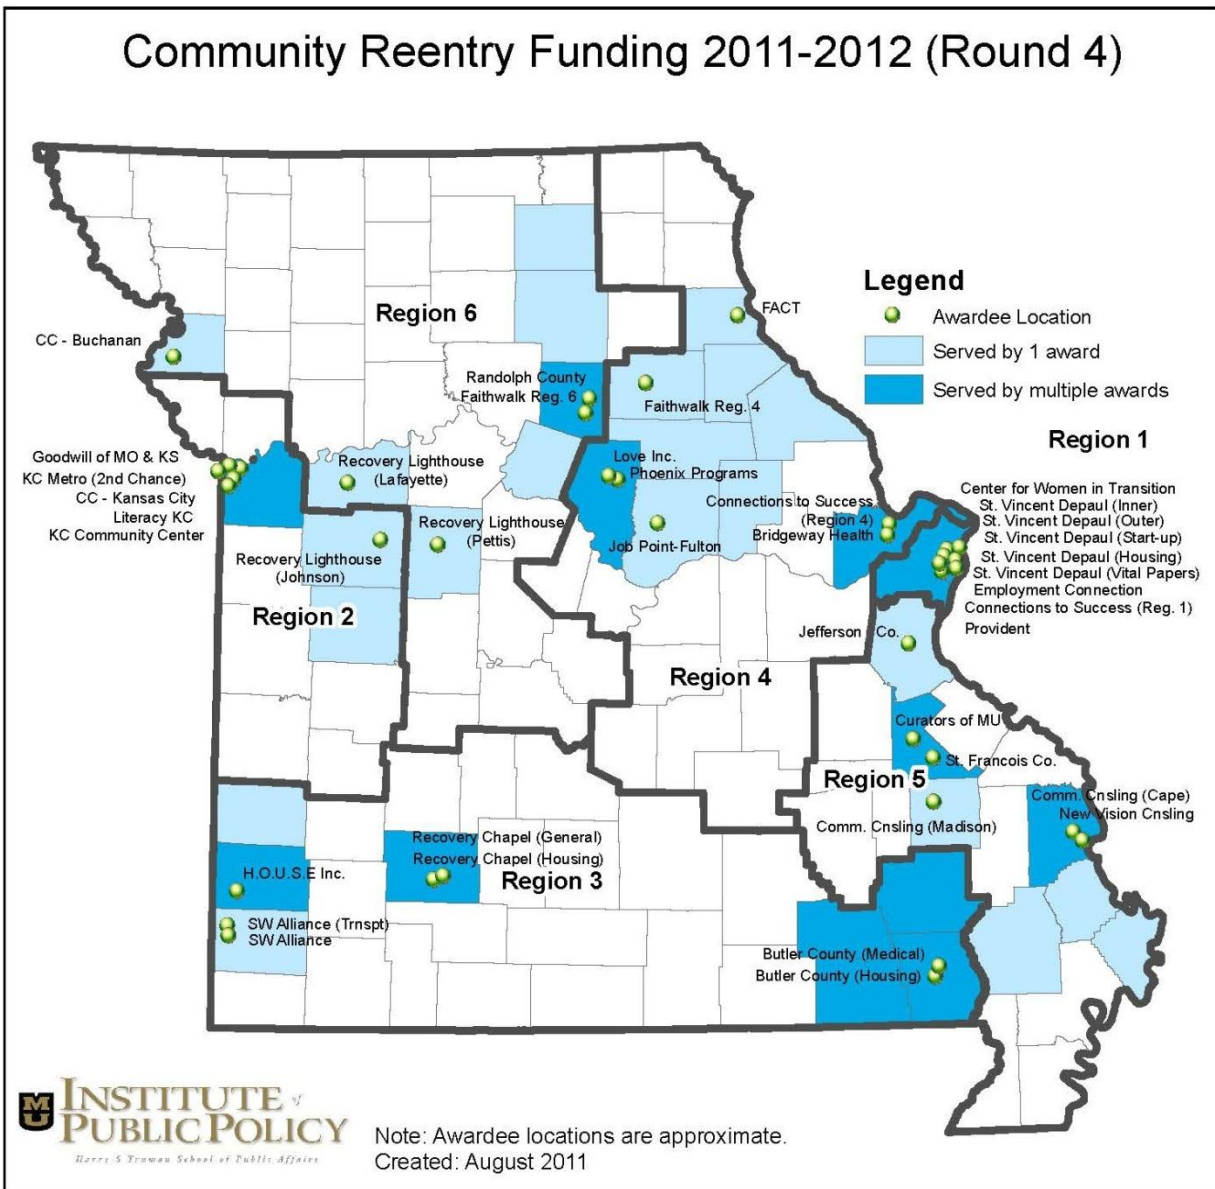 Community Reentry Funding 2011-2012 (Round 4)
Legend
Awardee Location
Served by 1 award
Served by multiple awards
Region 6
CC - Buchanan
FACT
Randolph County
Faithwalk Reg. 6
Faithwalk Reg. 4
Region 1
Goodwill of MO & KS
KC Metro (2nd Chance)
CC - Kansas City
Literacy KC
KC Community Center
Recovery Lighthouse
(Lafayette)
Love Inc.
Phoenix Programs
Connections to Success
(Region 4)
Bridgeway Health
Center for Women in Transition
St. Vincent Depaul (Inner)
St. Vincent Depaul (Outer)
St. Vincent Depaul (Start-up)
St. Vincent Depaul (Housing)
St. Vincent Depaul (Vital Papers)
Employment Connection
Connections to Success (Reg. 1)
Provident
Recovery Lighthouse
(Pettis)
Recovery Lighthouse
(Johnson)
Job Point-Fulton
Region 2
Jefferson Co.
Region 4
Curators of MU
St. Francois Co.
Region 5
Comm. Cnsling (Madison)
Comm. Cnsling (Cape)
New Vision Cnsling
Recovery Chapel (General)
Recovery Chapel (Housing)
Region 3
H.O.U.S.E Inc.
SW Alliance (Trnspt)
SW Alliance
Butler County (Medical)
Butler County (Housing)
MU
INSTITUTE of
PUBLIC POLICY
Harry S Truman School of Public Affairs
Note: Awardee locations are approximate.
Created: August 2011